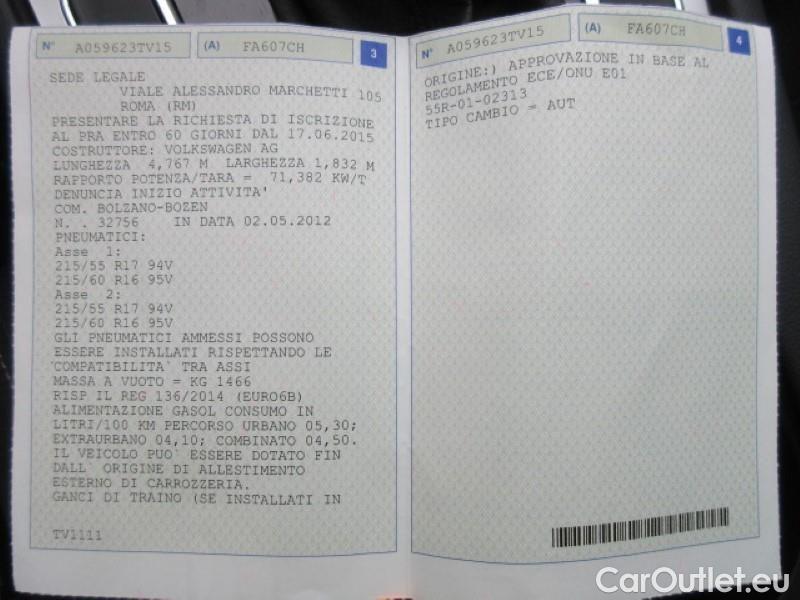 N° A059623TV15 (A) FA607CH 3
SEDE LEGALE
VIALE ALESSANDRO MARCHETTI 105
ROMA (RM)
PRESENTARE LA RICHIESTA DI ISCRIZIONE
AL PRA ENTRO 60 GIORNI DAL 17.06.2015
COSTRUTTORE: VOLKSWAGEN AG
LUNGHEZZA 4,767 M LARGHEZZA 1,832 M
RAPPORTO POTENZA/TARA = 71,382 KW/T
DENUNCIA INIZIO ATTIVITA'
COM. BOLZANO-BOZEN
N. . 32756 IN DATA 02.05.2012
PNEUMATICI:
Asse 1:
215/55 R17 94V
215/60 R16 95V
Asse 2:
215/55 R17 94V
215/60 R16 95V
GLI PNEUMATICI AMMESSI POSSONO
ESSERE INSTALLATI RISPETTANDO LE
`COMPATIBILITA` TRA ASSI
MASSA A VUOTO = KG 1466
RISP IL REG 136/2014 (EURO6B)
ALIMENTAZIONE GASOL CONSUMO IN
LITRI/100 KM PERCORSO URBANO 05,30;
EXTRAURBANO 04,10; COMBINATO 04,50.
IL VEICOLO PUO` ESSERE DOTATO FIN
DALL` ORIGINE DI ALLESTIMENTO
ESTERNO DI CARROZZERIA.
GANCI DI TRAINO (SE INSTALLATI IN
TV1111
N° A059623TV15 (A) FA607CH 4
ORIGINE:) APPROVAZIONE IN BASE AL
REGOLAMENTO ECE/ONU E01
55R-01-02313
TIPO CAMBIO = AUT
CarOutlet.eu